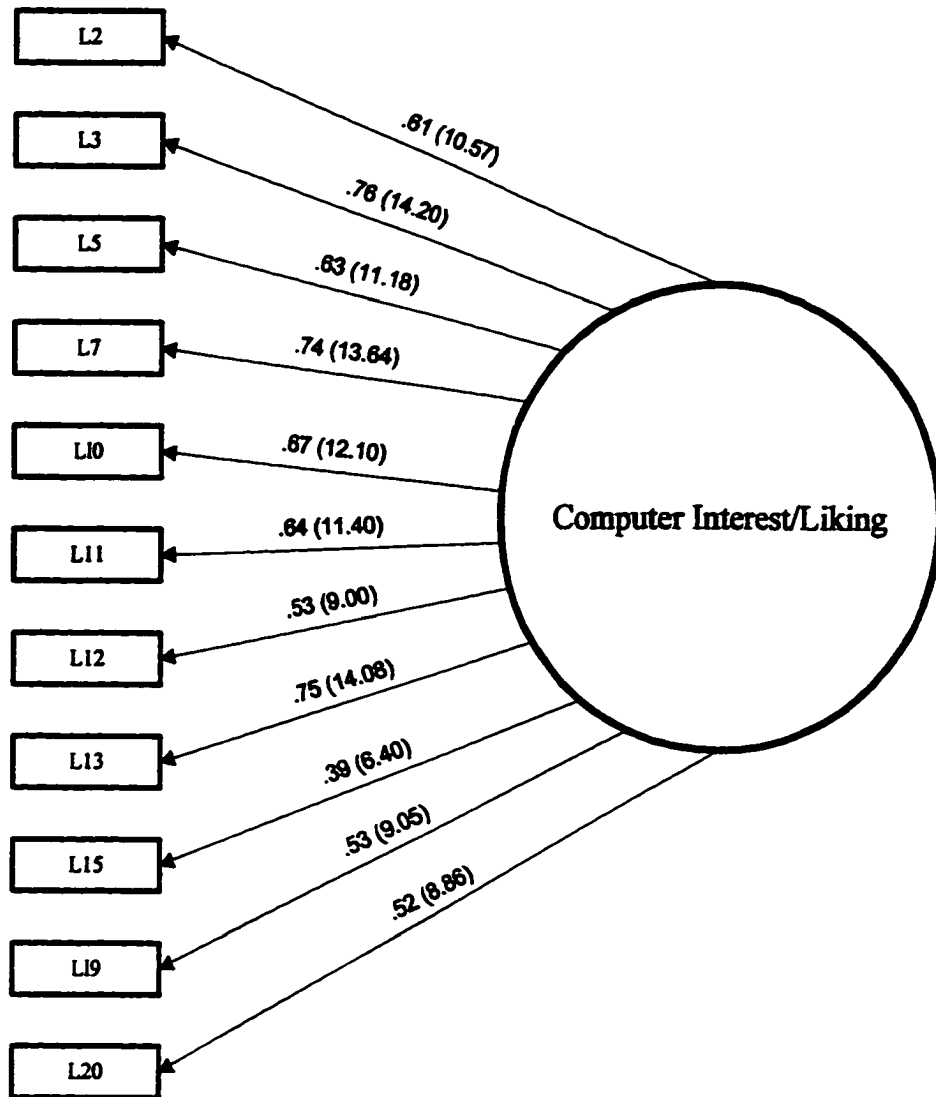 L2
.61 (10.57)
L3
.76 (14.20)
L5
.63 (11.18)
L7
.74 (13.64)
L10
.67 (12.10)
L11
.64 (11.40)
Computer Interest/Liking
L12
.53 (9.00)
L13
.75 (14.08)
L15
.39 (6.40)
L19
.53 (9.05)
L20
.52 (8.86)